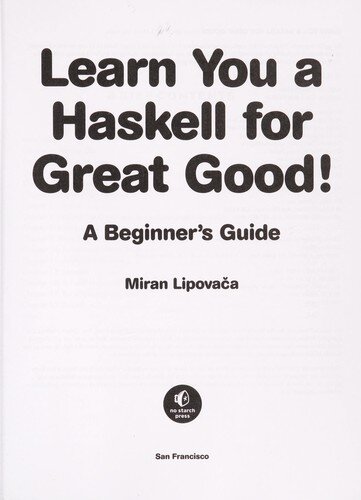 Learn You a
Haskell for
Great Good!
A Beginner's Guide
Miran Lipovača
no starch
press
San Francisco